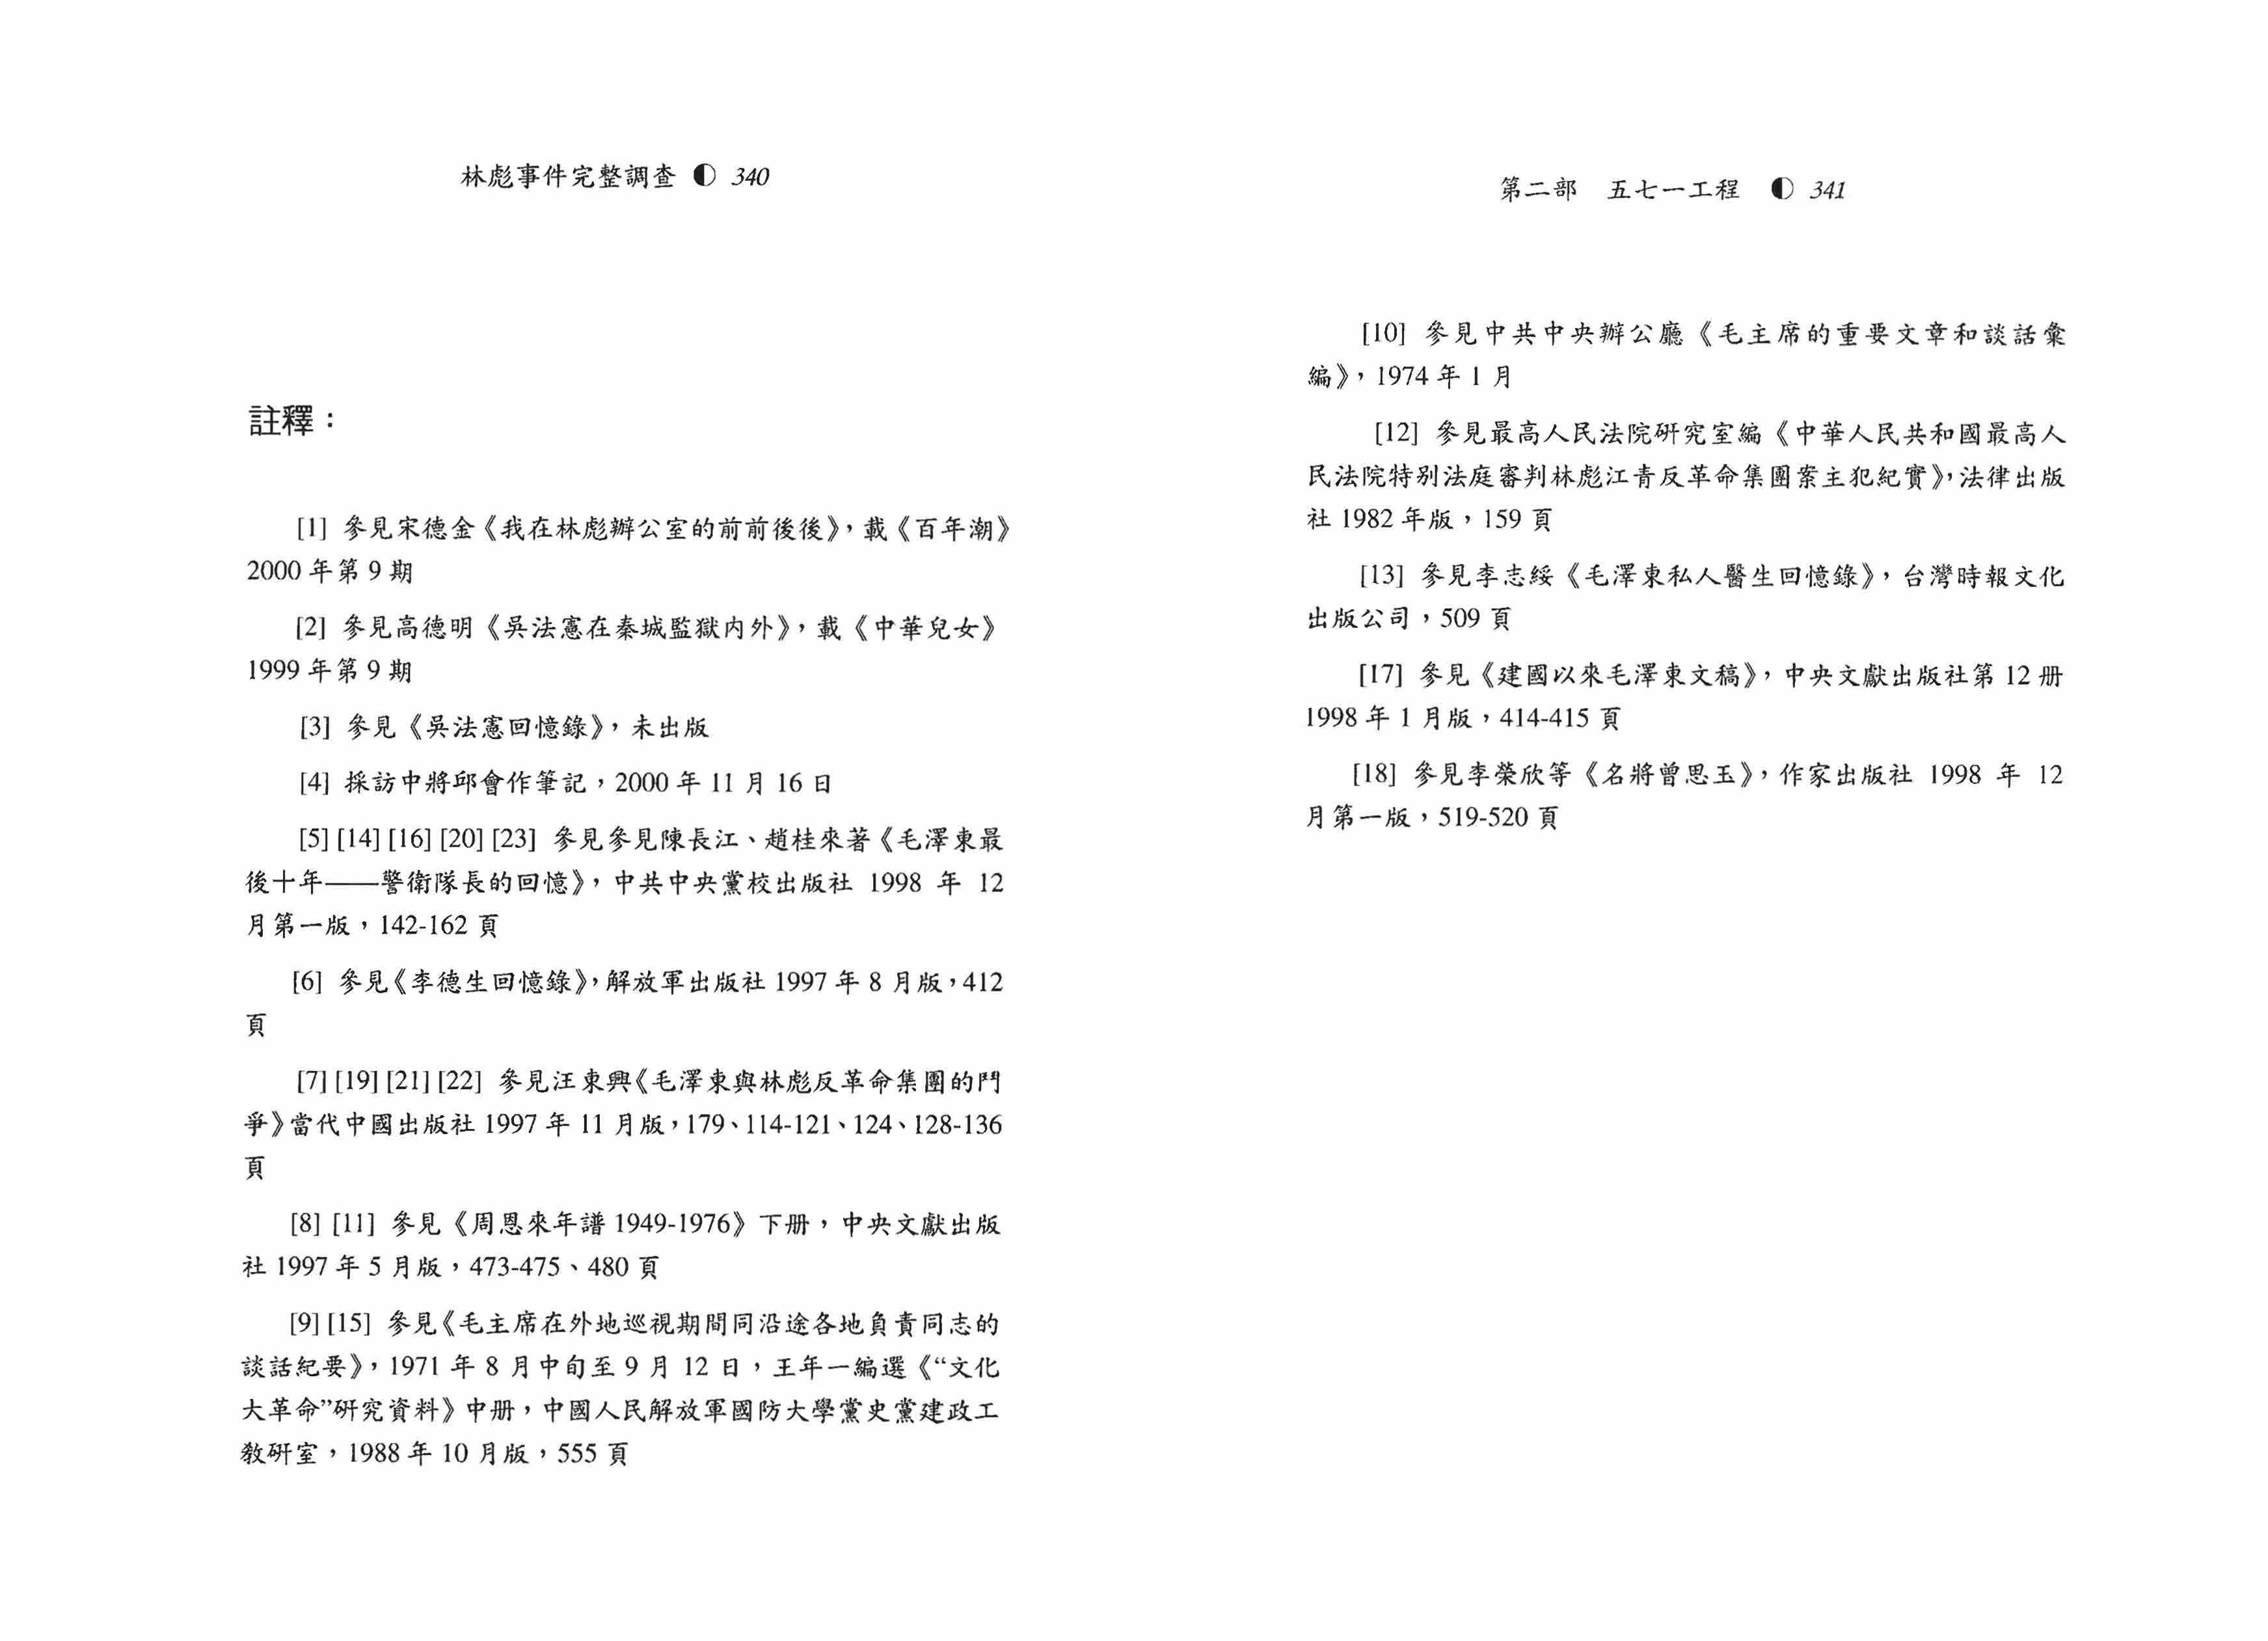 林彪事件完整調查 ◐ 340
註釋：
[1] 參見宋德金《我在林彪辦公室的前前後後》，載《百年潮》
2000 年第 9 期
[2] 參見高德明《吳法憲在秦城監獄内外》，載《中華兒女》
1999 年第 9 期
[3] 參見《吳法憲回憶錄》，未出版
[4] 採訪中將邱會作筆記，2000 年 11 月 16 日
[5] [14] [16] [20] [23] 參見參見陳長江、趙桂來著《毛澤東最
後十年——警衛隊長的回憶》，中共中央黨校出版社 1998 年 12
月第一版，142-162 頁
[6] 參見《李德生回憶錄》，解放軍出版社 1997 年 8 月版，412
頁
[7] [19] [21] [22] 參見汪東興《毛澤東與林彪反革命集團的鬥
爭》當代中國出版社 1997 年 11 月版，179、114-121、124、128-136
頁
[8] [11] 參見《周恩來年譜 1949-1976》下册，中央文獻出版
社 1997 年 5 月版，473-475、480 頁
[9] [15] 參見《毛主席在外地巡視期間同沿途各地負責同志的
談話紀要》，1971 年 8 月中旬至 9 月 12 日，王年一編選《“文化
大革命”研究資料》中册，中國人民解放軍國防大學黨史黨建政工
教研室，1988 年 10 月版，555 頁
第二部 五七一工程 ◐ 341
[10] 參見中共中央辦公廳《毛主席的重要文章和談話彙
編》，1974 年 1 月
[12] 參見最高人民法院研究室編《中華人民共和國最高人
民法院特别法庭審判林彪江青反革命集團案主犯紀實》，法律出版
社 1982 年版，159 頁
[13] 參見李志綏《毛澤東私人醫生回憶錄》，台灣時報文化
出版公司，509 頁
[17] 參見《建國以來毛澤東文稿》，中央文獻出版社第 12 册
1998 年 1 月版，414-415 頁
[18] 參見李榮欣等《名將曾思玉》，作家出版社 1998 年 12
月第一版，519-520 頁